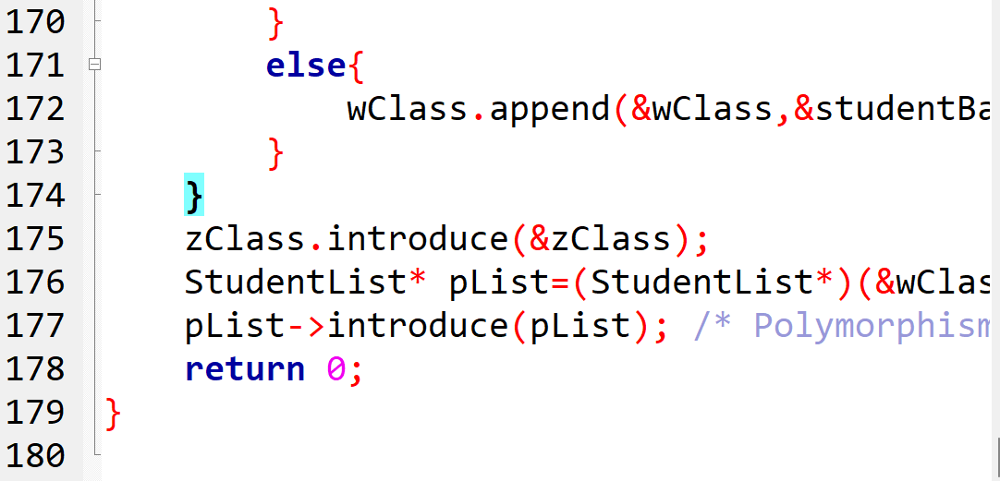 170 }
171 else{
172 wClass.append(&wClass,&studentBa
173 }
174 }
175 zClass.introduce(&zClass);
176 StudentList* pList=(StudentList*)(&wClas
177 pList->introduce(pList); /* Polymorphism
178 return 0;
179 }
180